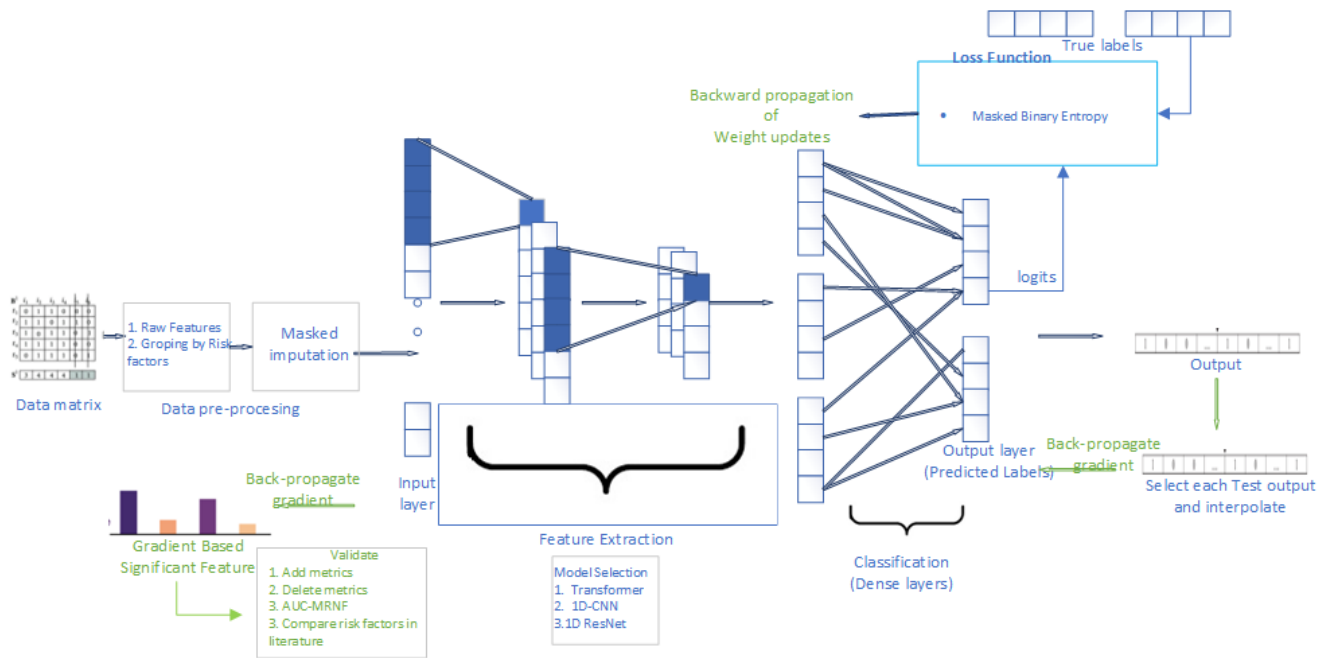 True labels
Loss Function
Backward propagation
of
Weight updates
• Masked Binary Entropy
logits
1. Raw Features
2. Groping by Risk
factors
Masked
imputation
Data matrix
Data pre-procesing
Input
layer
Output layer
(Predicted Labels)
Output
Back-propagate
gradient
Select each Test output
and interpolate
Back-propagate
gradient
Gradient Based
Significant Feature
Validate
1. Add metrics
2. Delete metrics
3. AUC-MRNF
3. Compare risk factors in
literature
Feature Extraction
Model Selection
1. Transformer
2. 1D-CNN
3.1D ResNet
Classification
(Dense layers)